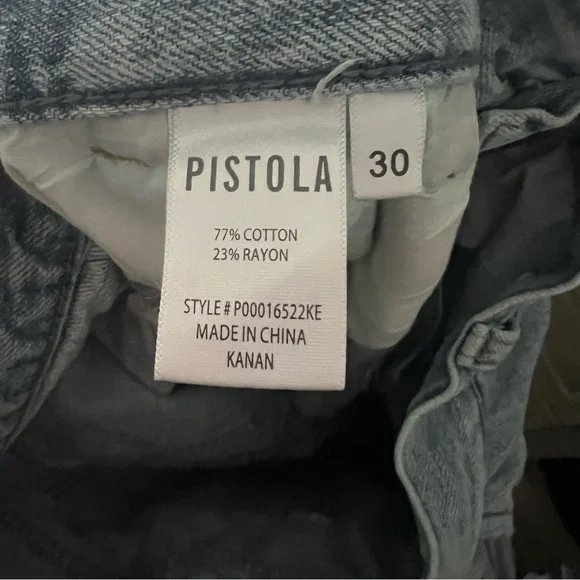 PISTOLA
30
77% COTTON
23% RAYON
STYLE # P00016522KE
MADE IN CHINA
KANAN